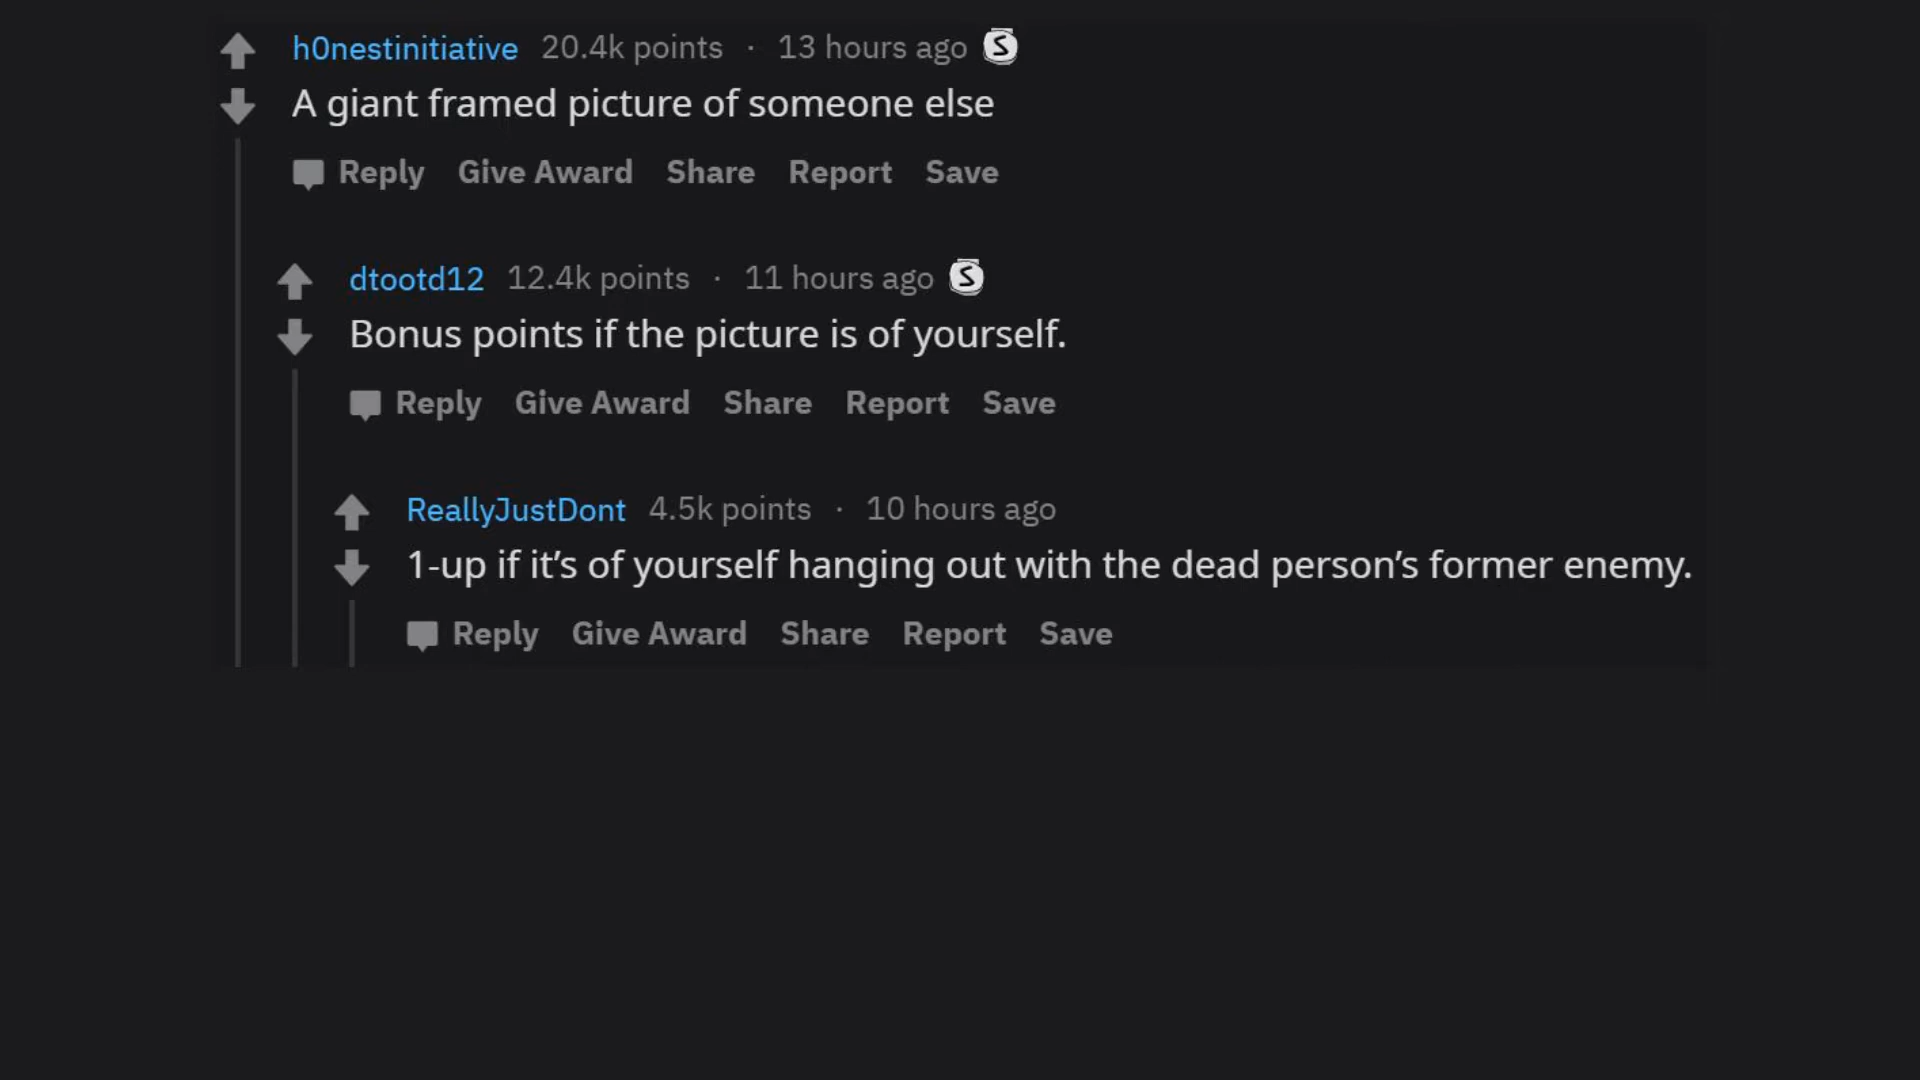 h0nestinitiative 20.4k points · 13 hours ago S
A giant framed picture of someone else
Reply Give Award Share Report Save
dtootd12 12.4k points · 11 hours ago S
Bonus points if the picture is of yourself.
Reply Give Award Share Report Save
ReallyJustDont 4.5k points · 10 hours ago
1-up if it’s of yourself hanging out with the dead person’s former enemy.
Reply Give Award Share Report Save